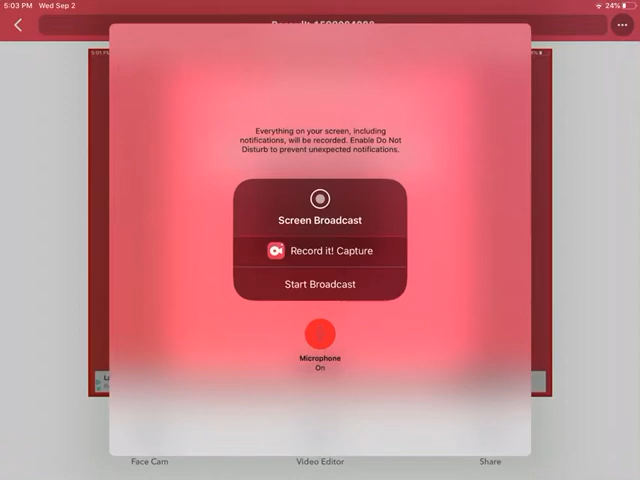 5:03 PM Wed Sep 2
24%
Everything on your screen, including
notifications, will be recorded. Enable Do Not
Disturb to prevent unexpected notifications.
Screen Broadcast
Record it! Capture
Start Broadcast
Microphone
On
Face Cam
Video Editor
Share